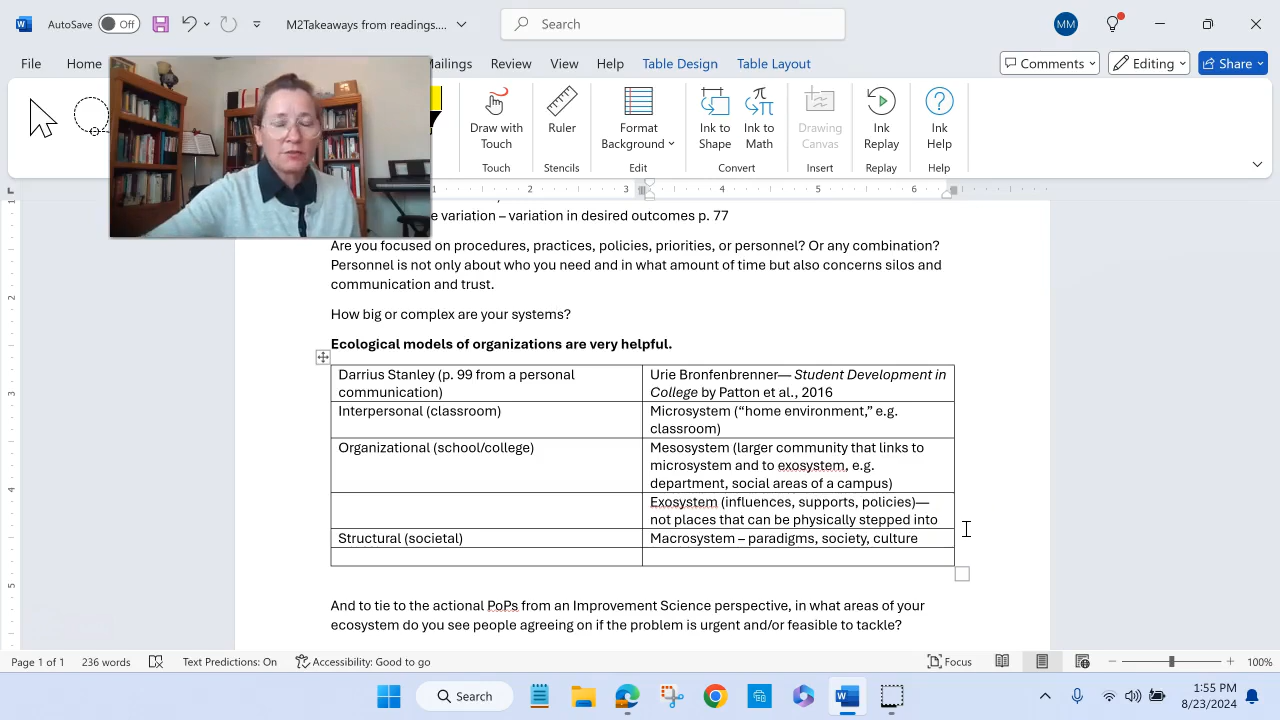 AutoSave Off M2Takeaways from readings.... Search MM
File Home Mailings Review View Help Table Design Table Layout Comments Editing Share
Draw with Touch
Ruler
Format Background
Ink to Shape
Ink to Math
Drawing Canvas
Ink Replay
Ink Help
Touch Stencils Edit Convert Insert Replay Help
1 2 3 4 5 6
e variation – variation in desired outcomes p. 77
Are you focused on procedures, practices, policies, priorities, or personnel? Or any combination?
Personnel is not only about who you need and in what amount of time but also concerns silos and
communication and trust.
How big or complex are your systems?
Ecological models of organizations are very helpful.
Darrius Stanley (p. 99 from a personal
communication)
Urie Bronfenbrenner— Student Development in
College by Patton et al., 2016
Interpersonal (classroom)
Microsystem (“home environment,” e.g.
classroom)
Organizational (school/college)
Mesosystem (larger community that links to
microsystem and to exosystem, e.g.
department, social areas of a campus)
Exosystem (influences, supports, policies)—
not places that can be physically stepped into
Structural (societal)
Macrosystem – paradigms, society, culture
And to tie to the actional PoPs from an Improvement Science perspective, in what areas of your
ecosystem do you see people agreeing on if the problem is urgent and/or feasible to tackle?
Page 1 of 1 236 words Text Predictions: On Accessibility: Good to go Focus 100%
Search
1:55 PM
8/23/2024